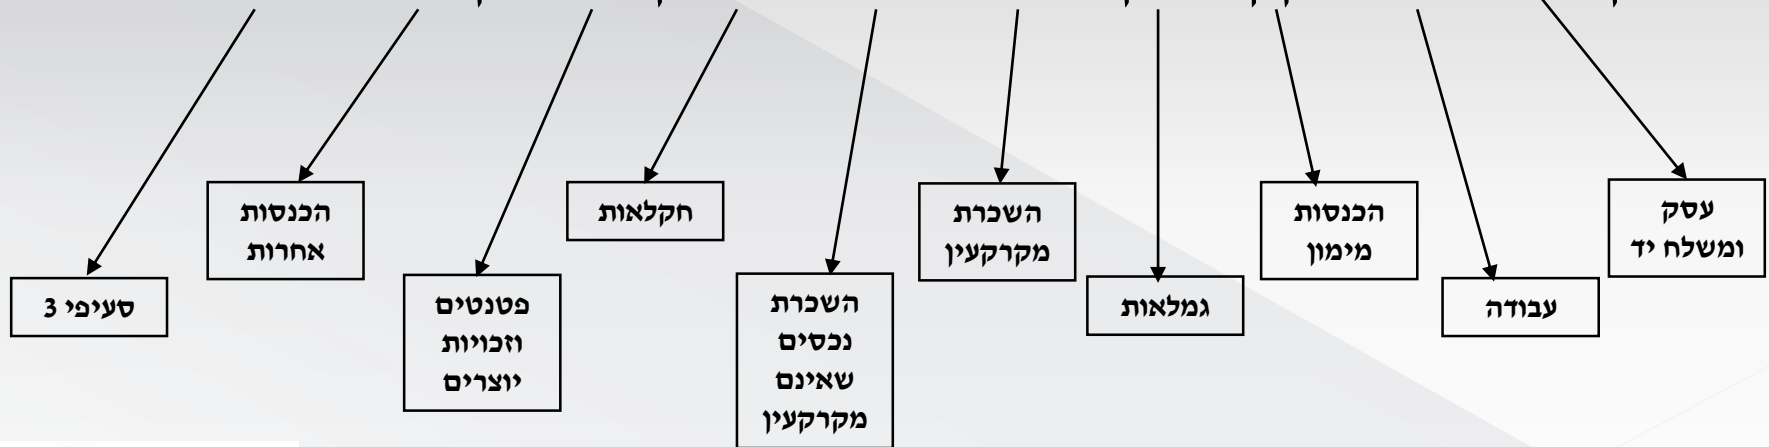 עסק
ומשלח יד
עבודה
הכנסות
מימון
גמלאות
השכרת
מקרקעין
השכרת
נכסים
שאינם
מקרקעין
חקלאות
פטנטים
וזכויות
יוצרים
הכנסות
אחרות
סעיפי 3